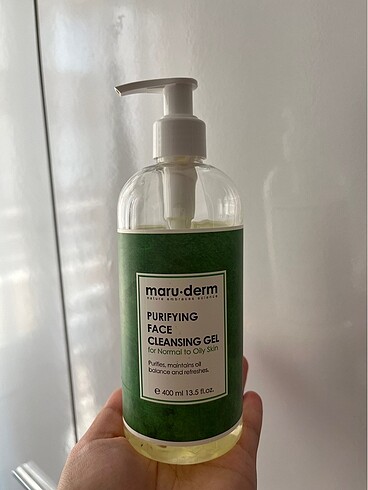 maru·derm
nature embraces science
PURIFYING
FACE
CLEANSING GEL
for Normal to Oily Skin
Purifies, maintains oil
balance and refreshes.
℮ 400 ml 13.5 fl.oz.